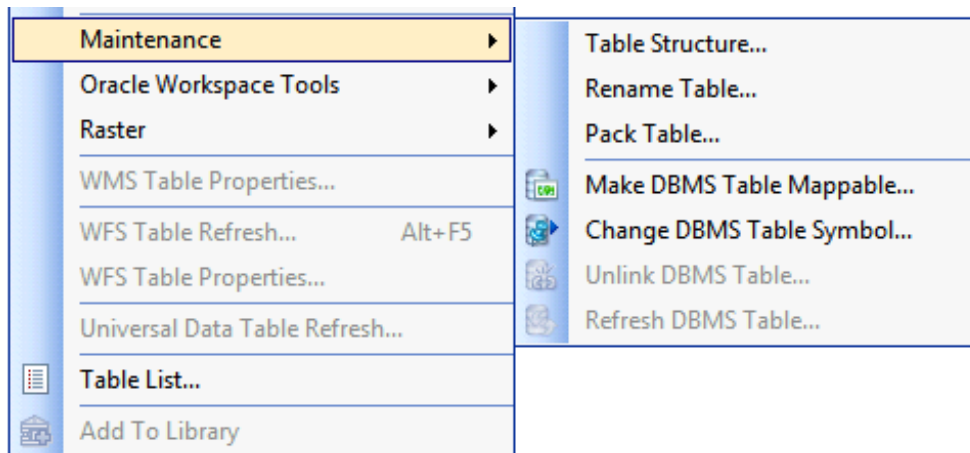 Maintenance
Oracle Workspace Tools
Raster
WMS Table Properties...
WFS Table Refresh... Alt+F5
WFS Table Properties...
Universal Data Table Refresh...
Table List...
Add To Library
Table Structure...
Rename Table...
Pack Table...
Make DBMS Table Mappable...
Change DBMS Table Symbol...
Unlink DBMS Table...
Refresh DBMS Table...